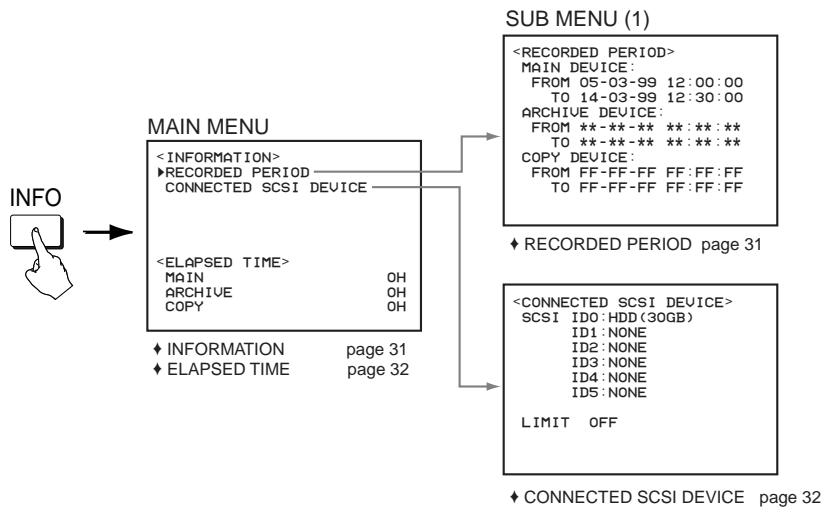 INFO
MAIN MENU
<INFORMATION>
▶RECORDED PERIOD
CONNECTED SCSI DEVICE
<ELAPSED TIME>
MAIN 0H
ARCHIVE 0H
COPY 0H
♦ INFORMATION page 31
♦ ELAPSED TIME page 32
SUB MENU (1)
<RECORDED PERIOD>
MAIN DEVICE:
FROM 05-03-99 12:00:00
TO 14-03-99 12:30:00
ARCHIVE DEVICE:
FROM **-**-** **:**:**
TO **-**-** **:**:**
COPY DEVICE:
FROM FF-FF-FF FF:FF:FF
TO FF-FF-FF FF:FF:FF
♦ RECORDED PERIOD page 31
<CONNECTED SCSI DEVICE>
SCSI ID0:HDD(30GB)
ID1:NONE
ID2:NONE
ID3:NONE
ID4:NONE
ID5:NONE
LIMIT OFF
♦ CONNECTED SCSI DEVICE page 32